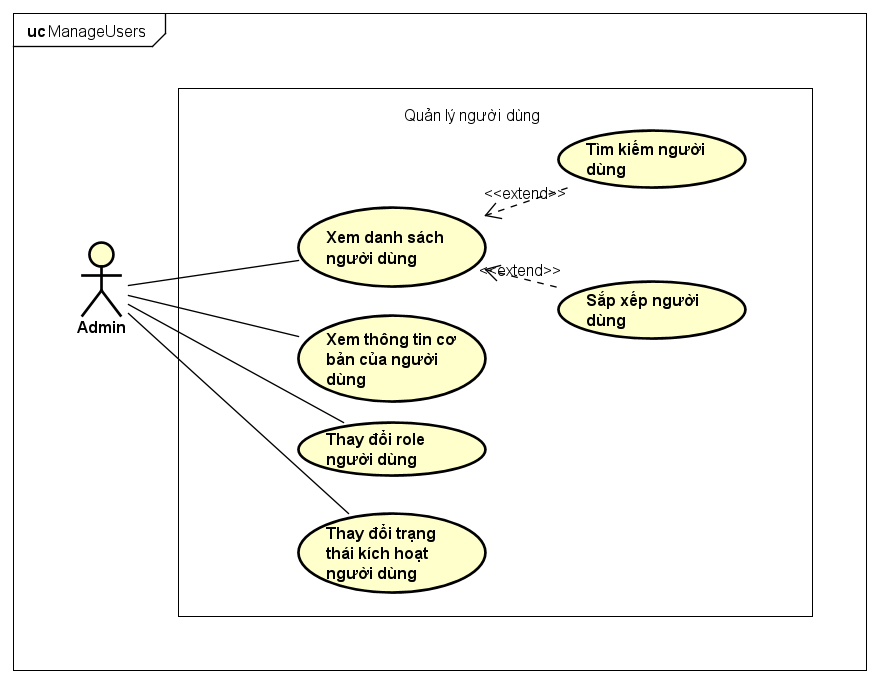 uc ManageUsers
Quản lý người dùng
Tìm kiếm người
dùng
<<extend>>
Xem danh sách
người dùng
<<extend>>
Sắp xếp người
dùng
Admin
Xem thông tin cơ
bản của người
dùng
Thay đổi role
người dùng
Thay đổi trạng
thái kích hoạt
người dùng